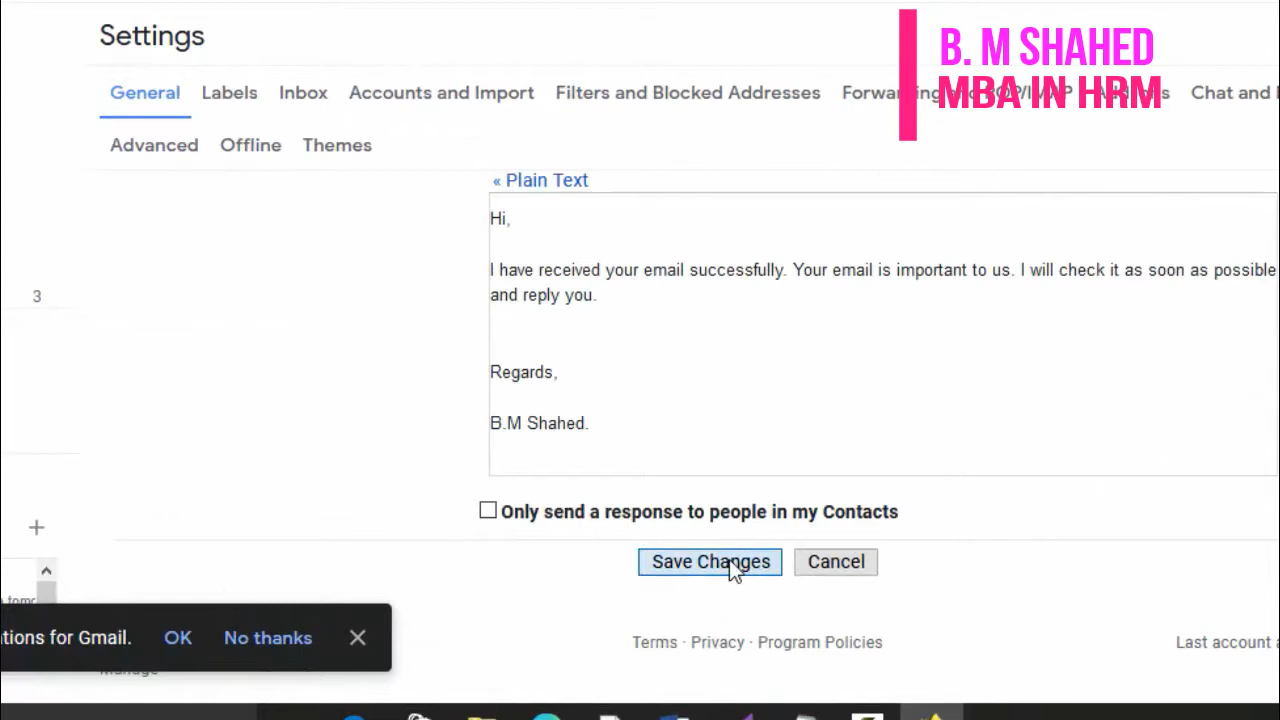 Settings
B. M SHAHED
MBA IN HRM
General Labels Inbox Accounts and Import Filters and Blocked Addresses Chat and
Advanced Offline Themes
« Plain Text
Hi,
I have received your email successfully. Your email is important to us. I will check it as soon as possible
and reply you.
3
Regards,
B.M Shahed.
Only send a response to people in my Contacts
+
Save Changes Cancel
tions for Gmail. OK No thanks
Terms · Privacy · Program Policies Last account